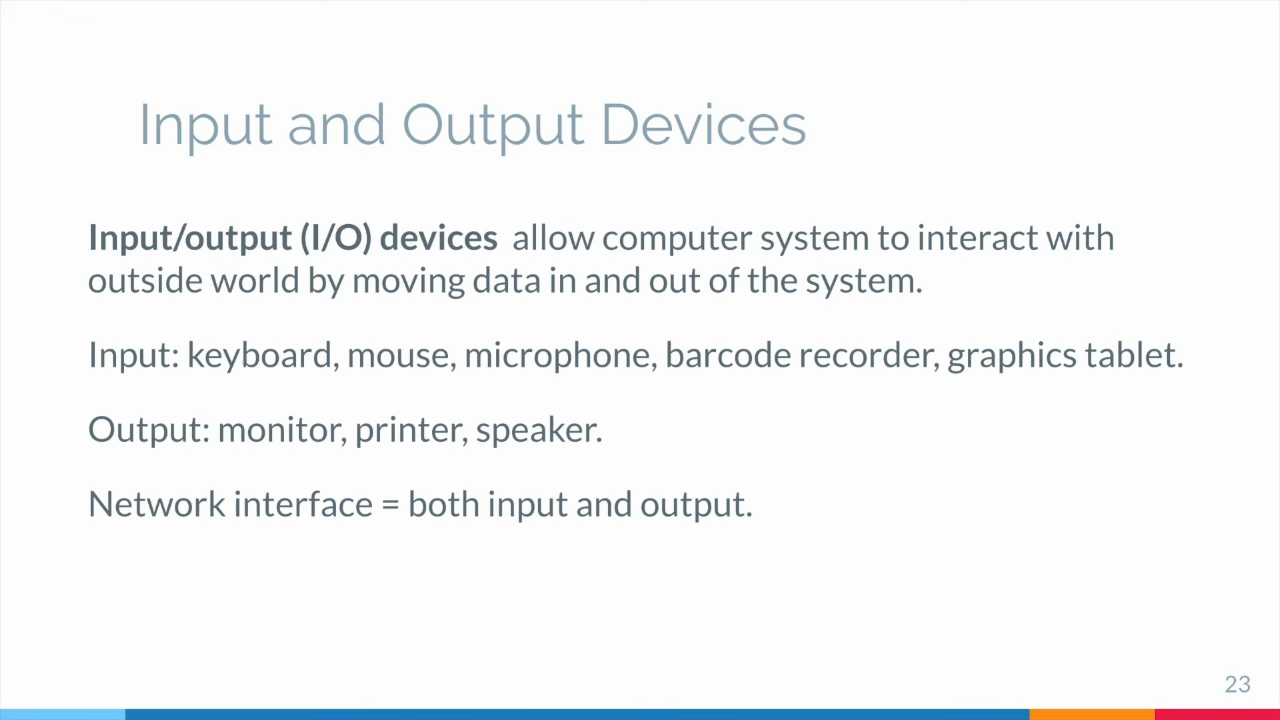 Input and Output Devices
Input/output (I/O) devices allow computer system to interact with
outside world by moving data in and out of the system.
Input: keyboard, mouse, microphone, barcode recorder, graphics tablet.
Output: monitor, printer, speaker.
Network interface = both input and output.
23